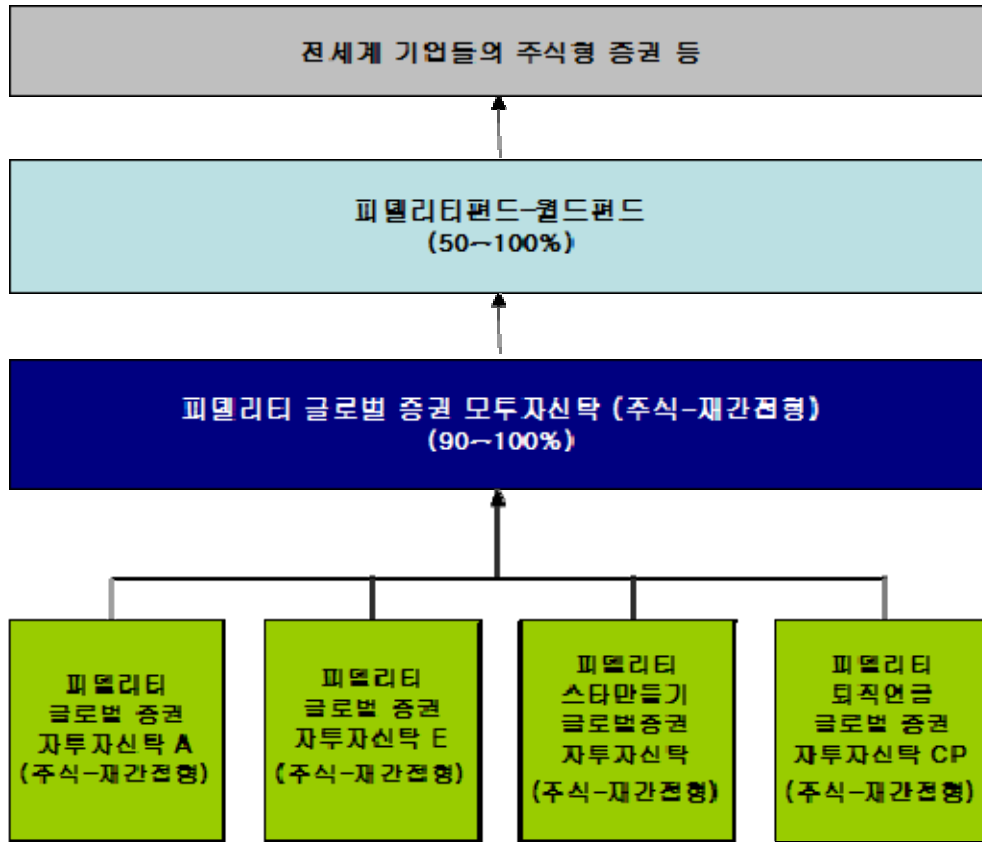 전세계 기업들의 주식형 증권 등
피델리티펀드-월드펀드
(50~100%)
피델리티 글로벌 증권 모투자신탁 (주식-재간접형)
(90~100%)
피델리티
글로벌 증권
자투자신탁 A
(주식-재간접형)
피델리티
글로벌 증권
자투자신탁 E
(주식-재간접형)
피델리티
스타만들기
글로벌증권
자투자신탁
(주식-재간접형)
피델리티
퇴직연금
글로벌 증권
자투자신탁 CP
(주식-재간접형)